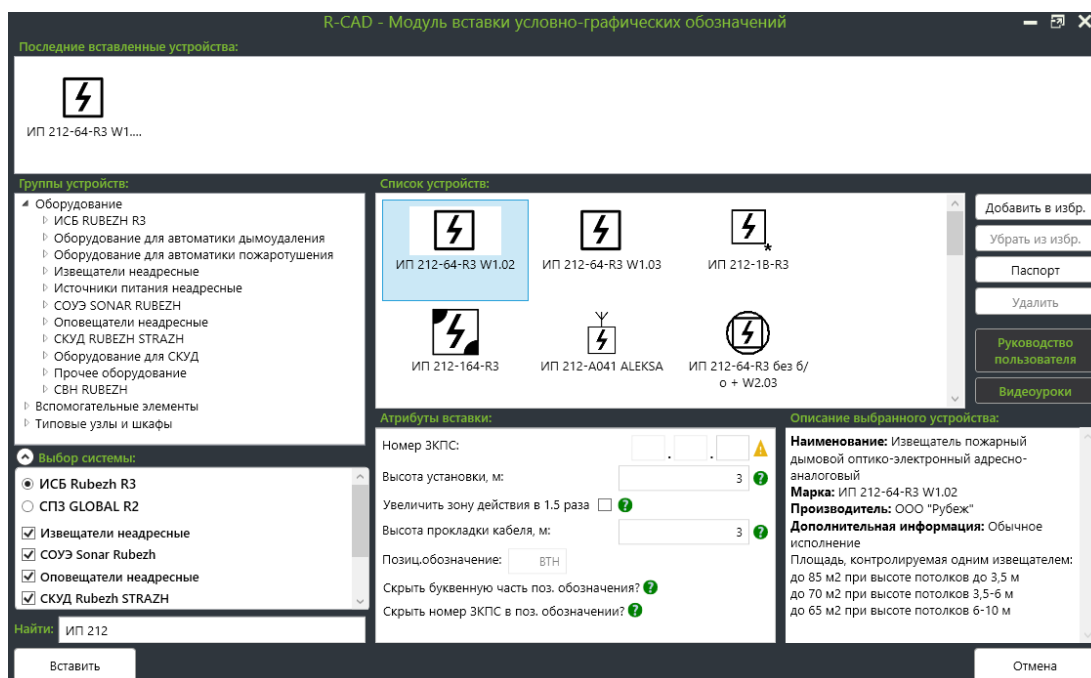 R-CAD - Модуль вставки условно-графических обозначений
Последние вставленные устройства:
ИП 212-64-R3 W1....
Группы устройств:
Оборудование
ИСБ RUBEZH R3
Оборудование для автоматики дымоудаления
Оборудование для автоматики пожаротушения
Извещатели неадресные
Источники питания неадресные
СОУЭ SONAR RUBEZH
Оповещатели неадресные
СКУД RUBEZH STRAZH
Оборудование для СКУД
Прочее оборудование
СВН RUBEZH
Вспомогательные элементы
Типовые узлы и шкафы
Список устройств:
ИП 212-64-R3 W1.02
ИП 212-64-R3 W1.03
ИП 212-1В-R3
ИП 212-164-R3
ИП 212-А041 ALEKSA
ИП 212-64-R3 без б/
о + W2.03
Добавить в избр.
Убрать из избр.
Паспорт
Удалить
Руководство
пользователя
Видеоуроки
Выбор системы:
ИСБ Rubezh R3
СПЗ GLOBAL R2
Извещатели неадресные
СОУЭ Sonar Rubezh
Оповещатели неадресные
СКУД Rubezh STRAZH
Найти: ИП 212
Атрибуты вставки:
Номер ЗКПС: . .
Высота установки, м: 3
Увеличить зону действия в 1.5 раза
Высота прокладки кабеля, м: 3
Позиц.обозначение: BTH
Скрыть буквенную часть поз. обозначения?
Скрыть номер ЗКПС в поз. обозначении?
Описание выбранного устройства:
Наименование: Извещатель пожарный
дымовой оптико-электронный адресно-
аналоговый
Марка: ИП 212-64-R3 W1.02
Производитель: ООО "Рубеж"
Дополнительная информация: Обычное
исполнение
Площадь, контролируемая одним извещателем:
до 85 м2 при высоте потолков до 3,5 м
до 70 м2 при высоте потолков 3,5-6 м
до 65 м2 при высоте потолков 6-10 м
Вставить
Отмена